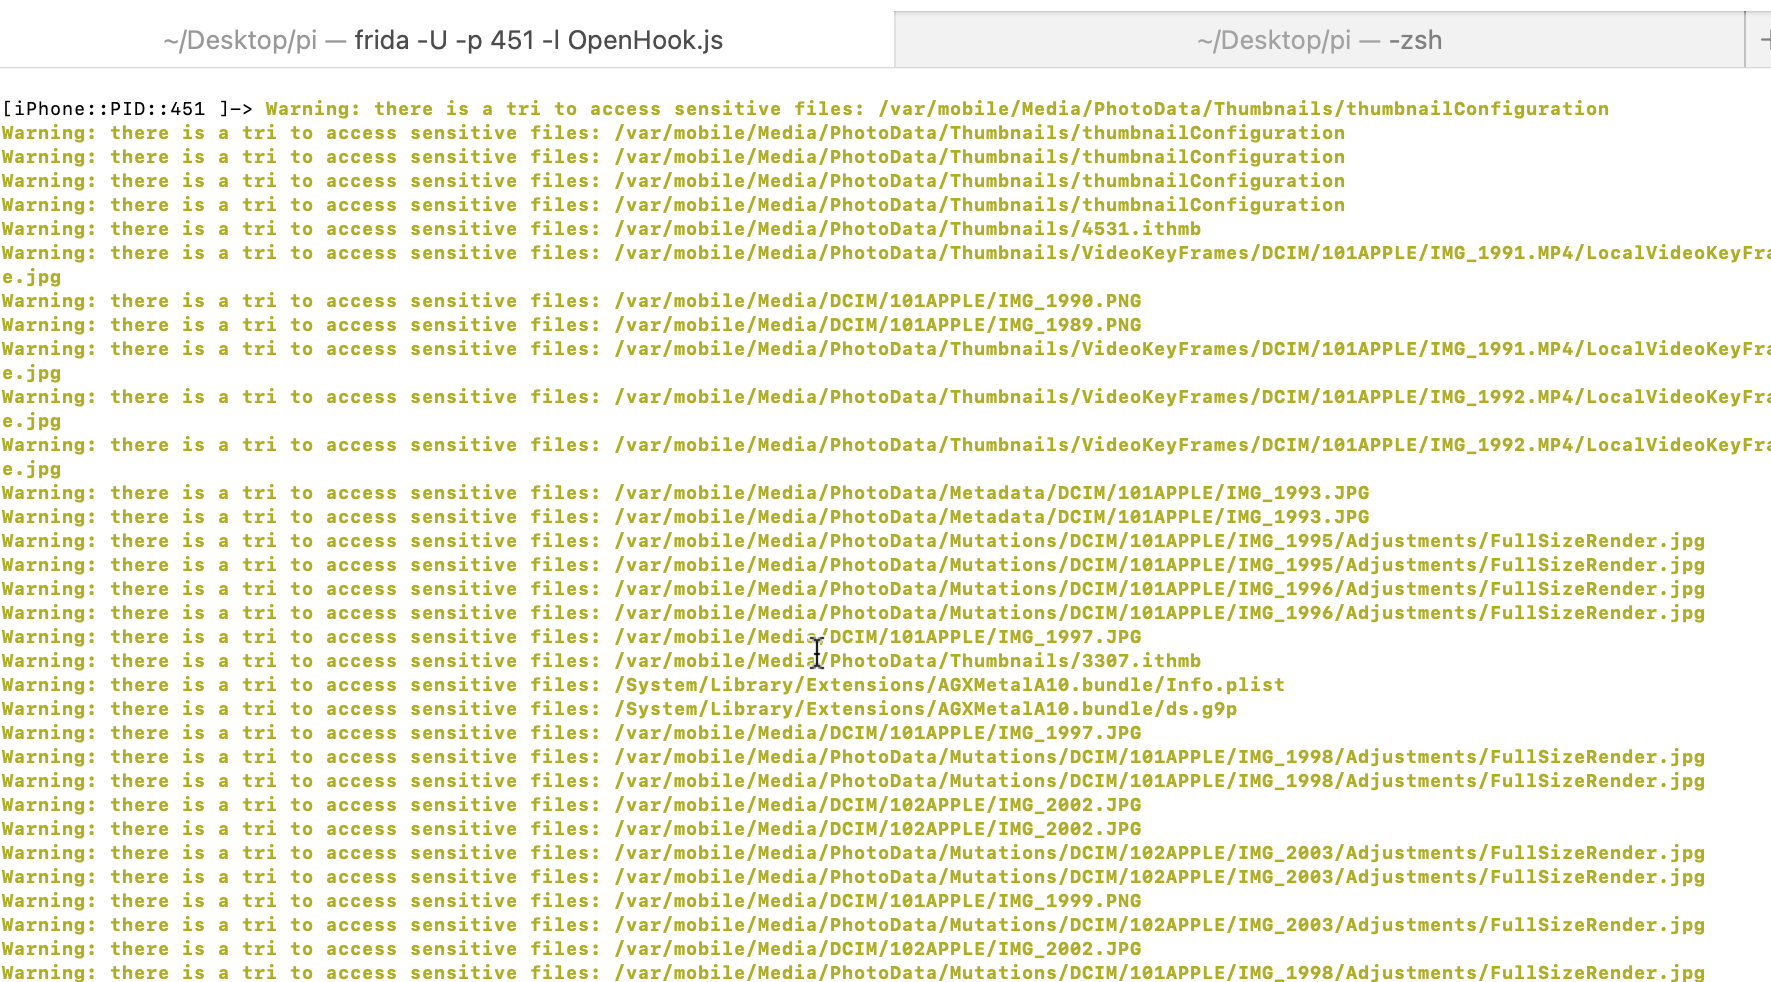 ~/Desktop/pi — frida -U -p 451 -l OpenHook.js
~/Desktop/pi — -zsh
[iPhone::PID::451 ]-> Warning: there is a tri to access sensitive files: /var/mobile/Media/PhotoData/Thumbnails/thumbnailConfiguration
Warning: there is a tri to access sensitive files: /var/mobile/Media/PhotoData/Thumbnails/thumbnailConfiguration
Warning: there is a tri to access sensitive files: /var/mobile/Media/PhotoData/Thumbnails/thumbnailConfiguration
Warning: there is a tri to access sensitive files: /var/mobile/Media/PhotoData/Thumbnails/thumbnailConfiguration
Warning: there is a tri to access sensitive files: /var/mobile/Media/PhotoData/Thumbnails/thumbnailConfiguration
Warning: there is a tri to access sensitive files: /var/mobile/Media/PhotoData/Thumbnails/4531.ithmb
Warning: there is a tri to access sensitive files: /var/mobile/Media/PhotoData/Thumbnails/VideoKeyFrames/DCIM/101APPLE/IMG_1991.MP4/LocalVideoKeyFra
e.jpg
Warning: there is a tri to access sensitive files: /var/mobile/Media/DCIM/101APPLE/IMG_1990.PNG
Warning: there is a tri to access sensitive files: /var/mobile/Media/DCIM/101APPLE/IMG_1989.PNG
Warning: there is a tri to access sensitive files: /var/mobile/Media/PhotoData/Thumbnails/VideoKeyFrames/DCIM/101APPLE/IMG_1991.MP4/LocalVideoKeyFra
e.jpg
Warning: there is a tri to access sensitive files: /var/mobile/Media/PhotoData/Thumbnails/VideoKeyFrames/DCIM/101APPLE/IMG_1992.MP4/LocalVideoKeyFra
e.jpg
Warning: there is a tri to access sensitive files: /var/mobile/Media/PhotoData/Thumbnails/VideoKeyFrames/DCIM/101APPLE/IMG_1992.MP4/LocalVideoKeyFra
e.jpg
Warning: there is a tri to access sensitive files: /var/mobile/Media/PhotoData/Metadata/DCIM/101APPLE/IMG_1993.JPG
Warning: there is a tri to access sensitive files: /var/mobile/Media/PhotoData/Metadata/DCIM/101APPLE/IMG_1993.JPG
Warning: there is a tri to access sensitive files: /var/mobile/Media/PhotoData/Mutations/DCIM/101APPLE/IMG_1995/Adjustments/FullSizeRender.jpg
Warning: there is a tri to access sensitive files: /var/mobile/Media/PhotoData/Mutations/DCIM/101APPLE/IMG_1995/Adjustments/FullSizeRender.jpg
Warning: there is a tri to access sensitive files: /var/mobile/Media/PhotoData/Mutations/DCIM/101APPLE/IMG_1996/Adjustments/FullSizeRender.jpg
Warning: there is a tri to access sensitive files: /var/mobile/Media/PhotoData/Mutations/DCIM/101APPLE/IMG_1996/Adjustments/FullSizeRender.jpg
Warning: there is a tri to access sensitive files: /var/mobile/Media/DCIM/101APPLE/IMG_1997.JPG
Warning: there is a tri to access sensitive files: /var/mobile/Media/PhotoData/Thumbnails/3307.ithmb
Warning: there is a tri to access sensitive files: /System/Library/Extensions/AGXMetalA10.bundle/Info.plist
Warning: there is a tri to access sensitive files: /System/Library/Extensions/AGXMetalA10.bundle/ds.g9p
Warning: there is a tri to access sensitive files: /var/mobile/Media/DCIM/101APPLE/IMG_1997.JPG
Warning: there is a tri to access sensitive files: /var/mobile/Media/PhotoData/Mutations/DCIM/101APPLE/IMG_1998/Adjustments/FullSizeRender.jpg
Warning: there is a tri to access sensitive files: /var/mobile/Media/PhotoData/Mutations/DCIM/101APPLE/IMG_1998/Adjustments/FullSizeRender.jpg
Warning: there is a tri to access sensitive files: /var/mobile/Media/DCIM/102APPLE/IMG_2002.JPG
Warning: there is a tri to access sensitive files: /var/mobile/Media/DCIM/102APPLE/IMG_2002.JPG
Warning: there is a tri to access sensitive files: /var/mobile/Media/PhotoData/Mutations/DCIM/102APPLE/IMG_2003/Adjustments/FullSizeRender.jpg
Warning: there is a tri to access sensitive files: /var/mobile/Media/PhotoData/Mutations/DCIM/102APPLE/IMG_2003/Adjustments/FullSizeRender.jpg
Warning: there is a tri to access sensitive files: /var/mobile/Media/DCIM/101APPLE/IMG_1999.PNG
Warning: there is a tri to access sensitive files: /var/mobile/Media/PhotoData/Mutations/DCIM/102APPLE/IMG_2003/Adjustments/FullSizeRender.jpg
Warning: there is a tri to access sensitive files: /var/mobile/Media/DCIM/102APPLE/IMG_2002.JPG
Warning: there is a tri to access sensitive files: /var/mobile/Media/PhotoData/Mutations/DCIM/101APPLE/IMG_1998/Adjustments/FullSizeRender.jpg